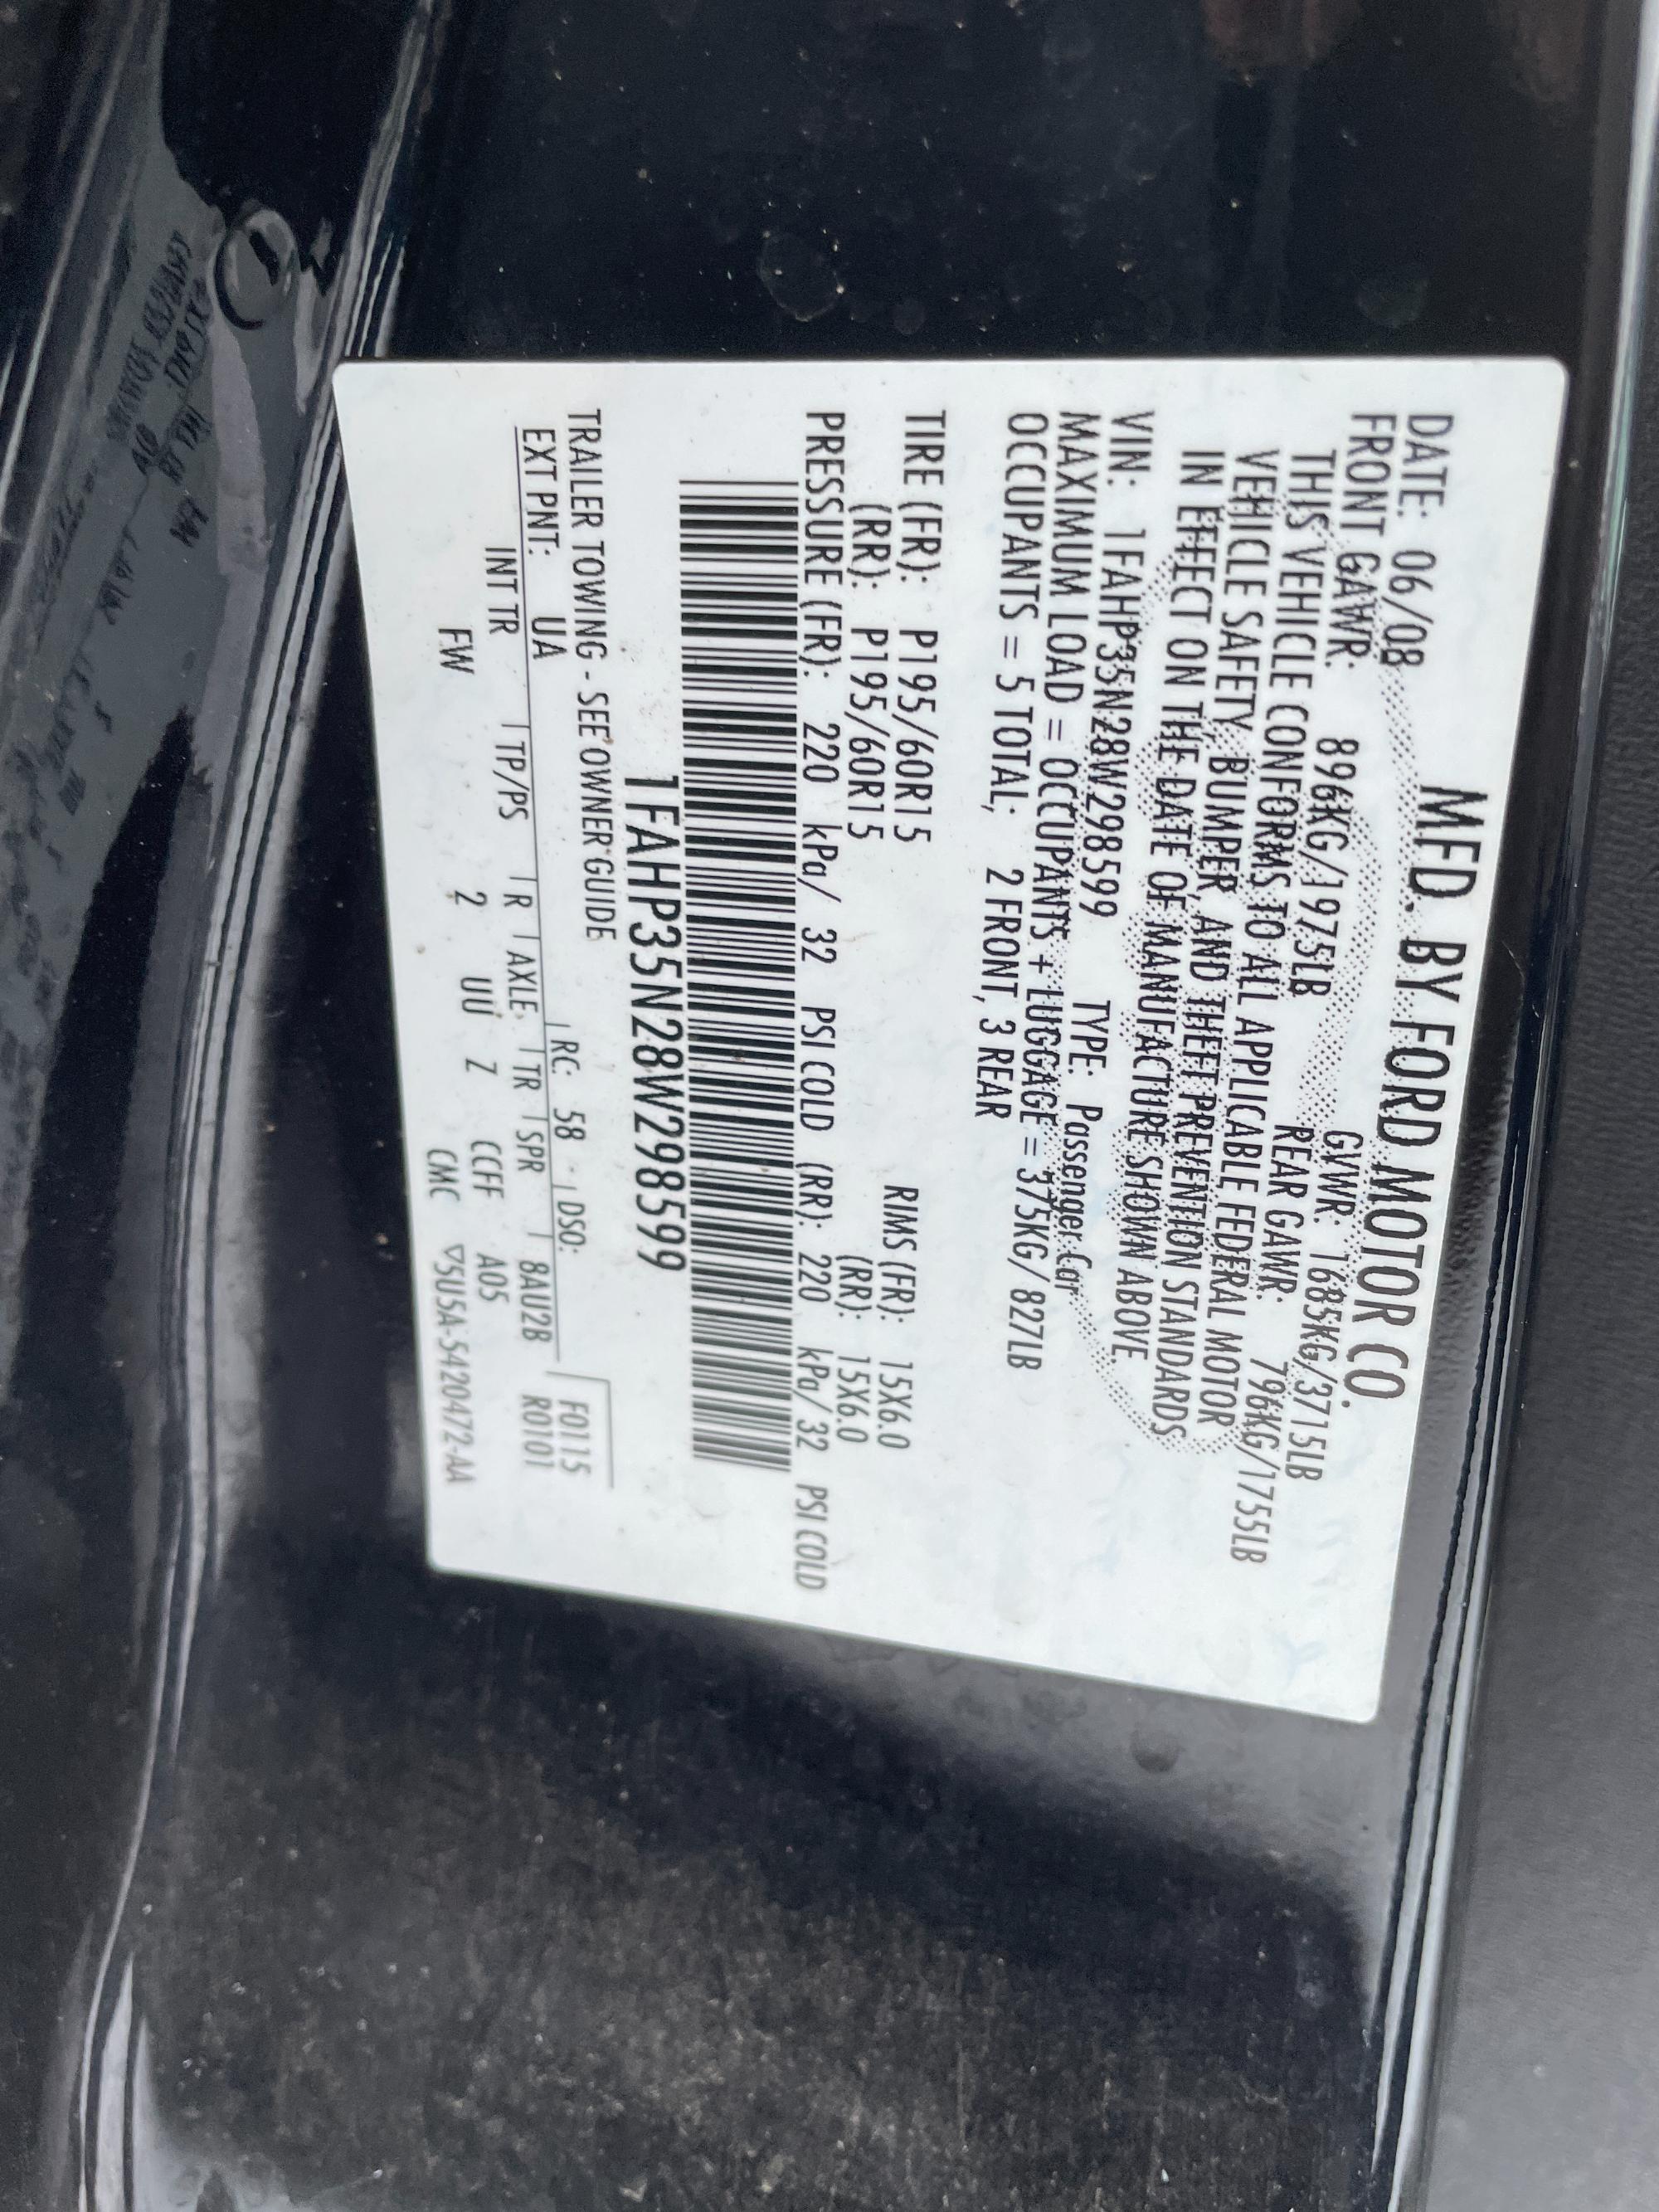 MFD. BY FORD MOTOR CO.
DATE: 06/08 GVWR: 1685KG/3715LB
FRONT GAWR: 896KG/1975LB REAR GAWR: 796KG/1755LB
THIS VEHICLE CONFORMS TO ALL APPLICABLE FEDERAL MOTOR
VEHICLE SAFETY, BUMPER, AND THEFT PREVENTION STANDARDS
IN EFFECT ON THE DATE OF MANUFACTURE SHOWN ABOVE.
VIN: 1FAHP35N28W298599 TYPE: Passenger Car
MAXIMUM LOAD = OCCUPANTS + LUGGAGE = 375KG/ 827LB
OCCUPANTS = 5 TOTAL; 2 FRONT, 3 REAR
TIRE (FR): P195/60R15 RIMS (FR): 15X6.0
(RR): P195/60R15 (RR): 15X6.0
PRESSURE (FR): 220 kPa/ 32 PSI COLD (RR): 220 kPa/ 32 PSI COLD
1FAHP35N28W298599
TRAILER TOWING - SEE OWNER GUIDE
F0115
R0101
EXT PNT: UA RC: 58 DSO:
INT TR TP/PS R AXLE TR SPR 8AU2B
FW 2 UU Z CCFF A05
CMC ▽5U5A-5420472-AA